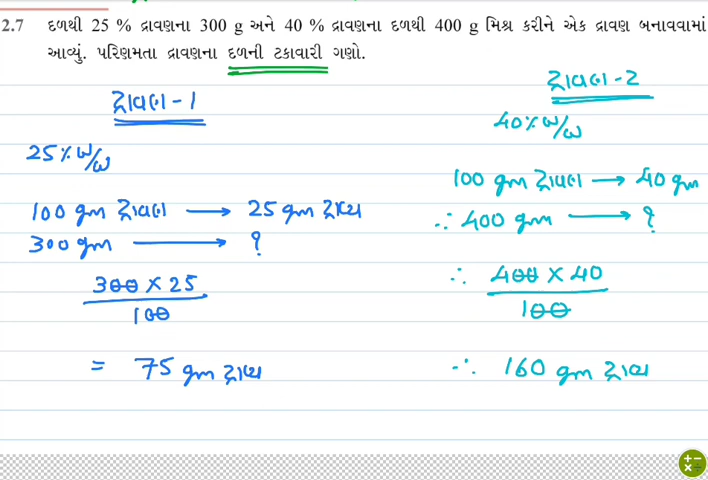 2.7 દળથી 25 % દ્રાવણના 300 g અને 40 % દ્રાવણના દળથી 400 g મિશ્ર કરીને એક દ્રાવણ બનાવવામાં
આવ્યું. પરિણમતા દ્રાવણના દળની ટકાવારી ગણો.
દ્રાવણ - 1
25 % w/w
100 gm દ્રાવણ → 25 gm દ્રાવ્ય
300 gm → ?
300 × 25
100
= 75 gm દ્રાવ્ય
દ્રાવણ - 2
40 % w/w
100 gm દ્રાવણ → 40 gm
∴ 400 gm → ?
∴ 400 × 40
100
∴ 160 gm દ્રાવ્ય